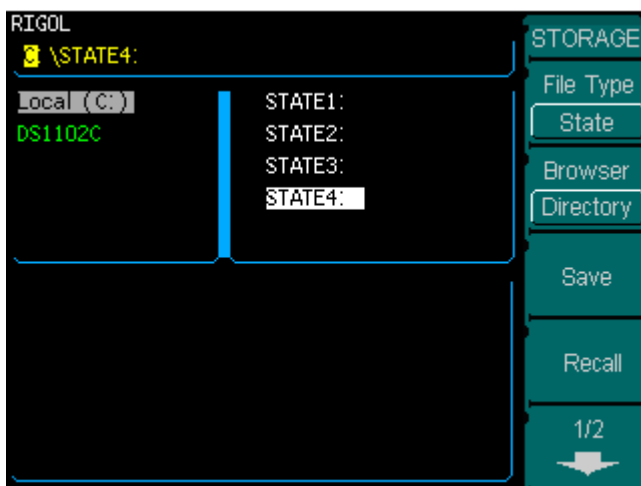 RIGOL
C \STATE4:
Local (C:)
DS1102C
STATE1:
STATE2:
STATE3:
STATE4:
STORAGE
File Type
State
Browser
Directory
Save
Recall
1/2